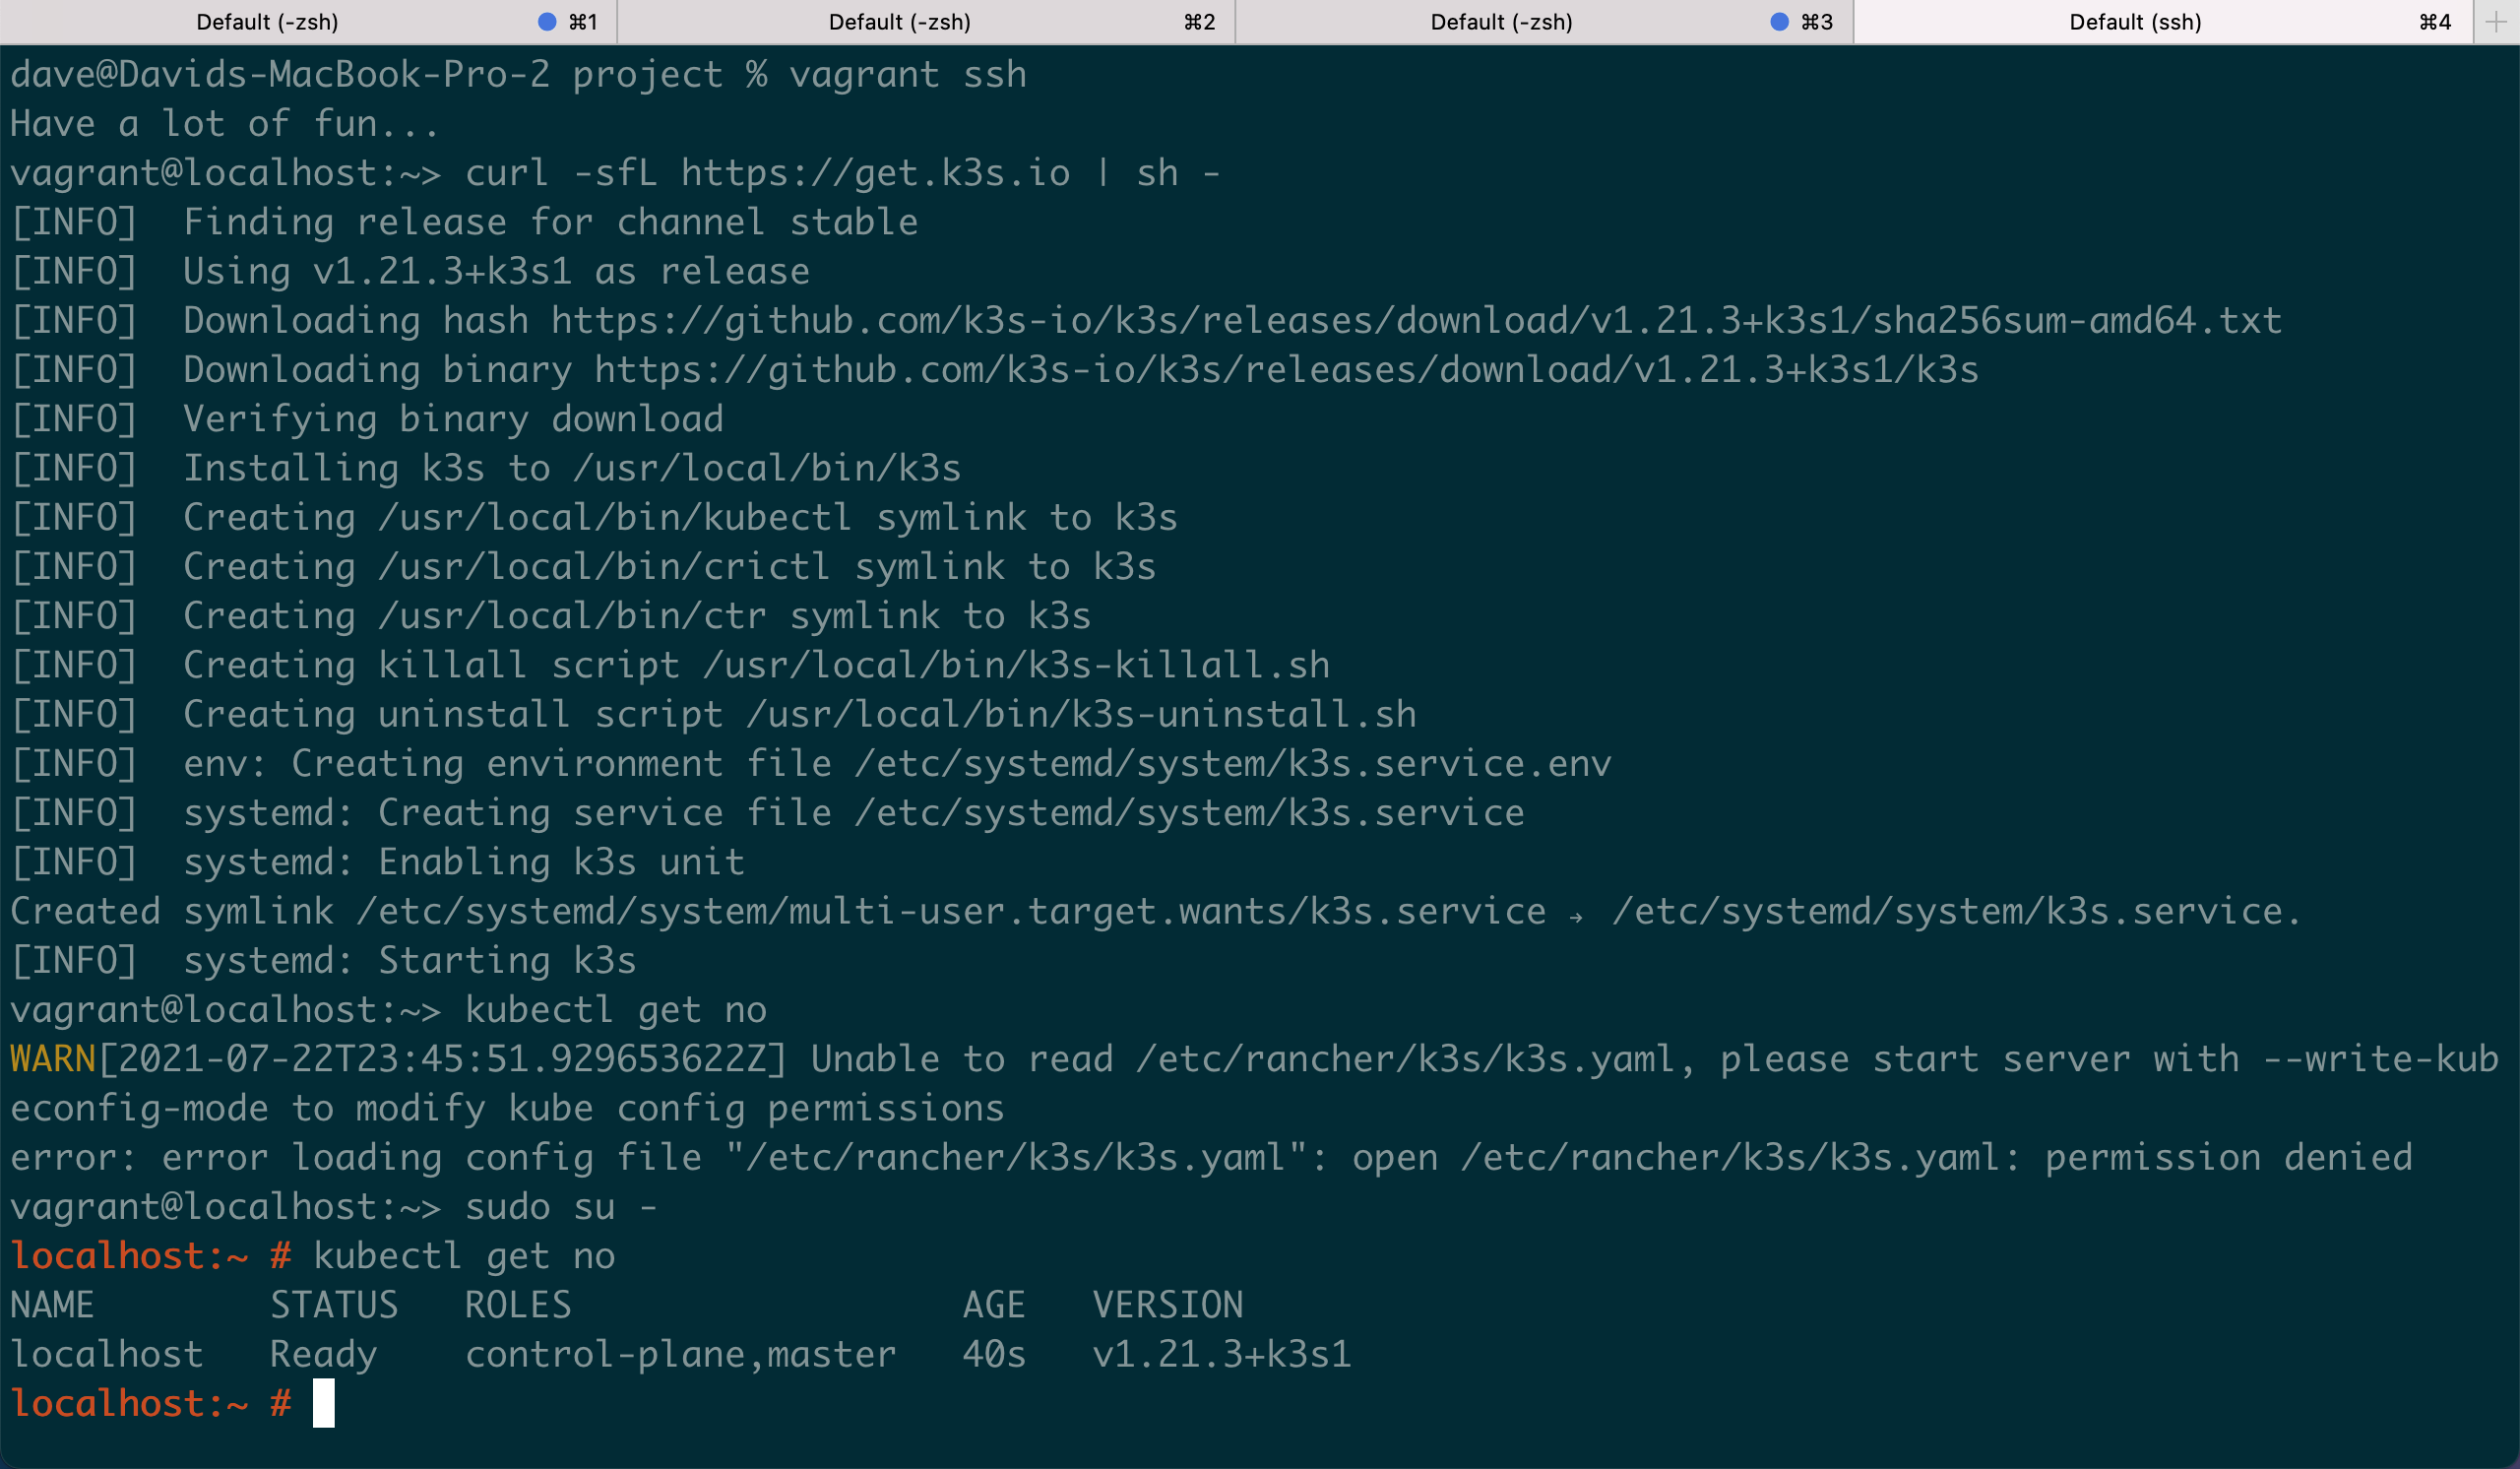 Default (-zsh) ⌘1 Default (-zsh) ⌘2 Default (-zsh) ⌘3 Default (ssh) ⌘4
dave@Davids-MacBook-Pro-2 project % vagrant ssh
Have a lot of fun...
vagrant@localhost:~> curl -sfL https://get.k3s.io | sh -
[INFO]  Finding release for channel stable
[INFO]  Using v1.21.3+k3s1 as release
[INFO]  Downloading hash https://github.com/k3s-io/k3s/releases/download/v1.21.3+k3s1/sha256sum-amd64.txt
[INFO]  Downloading binary https://github.com/k3s-io/k3s/releases/download/v1.21.3+k3s1/k3s
[INFO]  Verifying binary download
[INFO]  Installing k3s to /usr/local/bin/k3s
[INFO]  Creating /usr/local/bin/kubectl symlink to k3s
[INFO]  Creating /usr/local/bin/crictl symlink to k3s
[INFO]  Creating /usr/local/bin/ctr symlink to k3s
[INFO]  Creating killall script /usr/local/bin/k3s-killall.sh
[INFO]  Creating uninstall script /usr/local/bin/k3s-uninstall.sh
[INFO]  env: Creating environment file /etc/systemd/system/k3s.service.env
[INFO]  systemd: Creating service file /etc/systemd/system/k3s.service
[INFO]  systemd: Enabling k3s unit
Created symlink /etc/systemd/system/multi-user.target.wants/k3s.service → /etc/systemd/system/k3s.service.
[INFO]  systemd: Starting k3s
vagrant@localhost:~> kubectl get no
WARN[2021-07-22T23:45:51.929653622Z] Unable to read /etc/rancher/k3s/k3s.yaml, please start server with --write-kub
econfig-mode to modify kube config permissions
error: error loading config file "/etc/rancher/k3s/k3s.yaml": open /etc/rancher/k3s/k3s.yaml: permission denied
vagrant@localhost:~> sudo su -
localhost:~ # kubectl get no
NAME        STATUS   ROLES                  AGE   VERSION
localhost   Ready    control-plane,master   40s   v1.21.3+k3s1
localhost:~ #